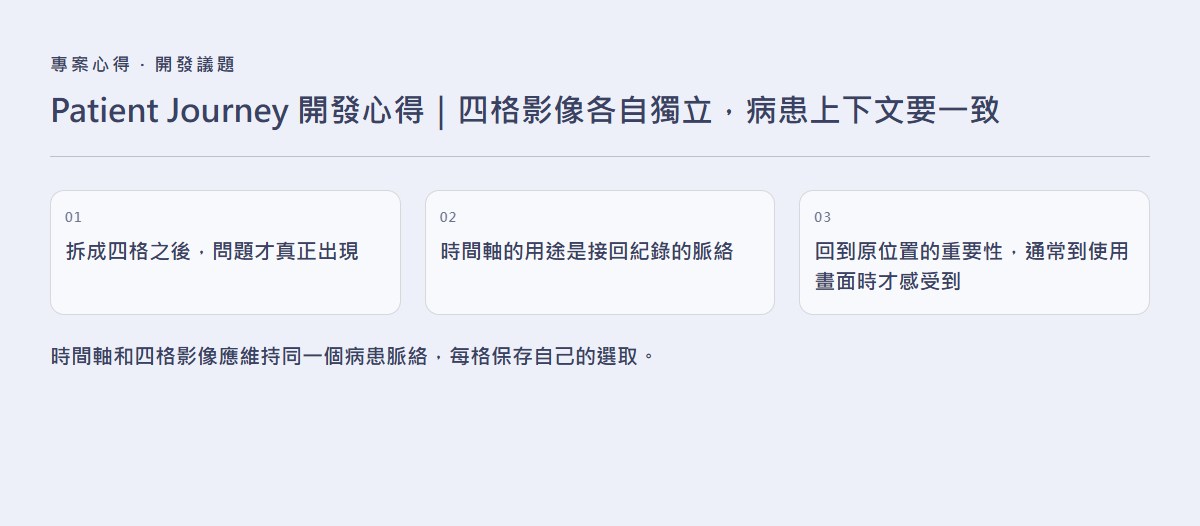 專案心得 · 開發議題
Patient Journey 開發心得｜四格影像各自獨立，病患上下文要一致
01
拆成四格之後，問題才真正出現
02
時間軸的用途是接回紀錄的脈絡
03
回到原位置的重要性，通常到使用
畫面時才感受到
時間軸和四格影像應維持同一個病患脈絡，每格保存自己的選取。